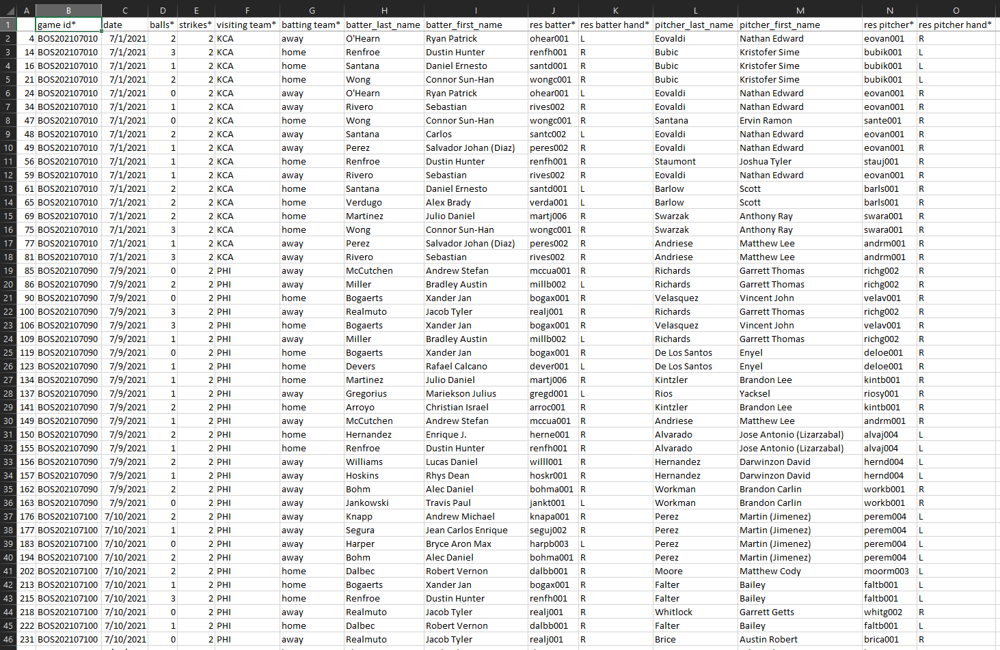 A B C D E F G H I J K L M N O
1 game id* date balls* strikes* visiting team* batting team* batter_last_name batter_first_name res batter* res batter hand* pitcher_last_name pitcher_first_name res pitcher* res pitcher hand*
2 4 BOS202107010 7/1/2021 2 2 KCA away O'Hearn Ryan Patrick ohear001 L Eovaldi Nathan Edward eovan001 R
3 14 BOS202107010 7/1/2021 3 2 KCA home Renfroe Dustin Hunter renfh001 R Bubic Kristofer Sime bubik001 L
4 16 BOS202107010 7/1/2021 1 2 KCA home Santana Daniel Ernesto santd001 R Bubic Kristofer Sime bubik001 L
5 21 BOS202107010 7/1/2021 2 2 KCA home Wong Connor Sun-Han wongc001 R Bubic Kristofer Sime bubik001 L
6 24 BOS202107010 7/1/2021 0 2 KCA away O'Hearn Ryan Patrick ohear001 L Eovaldi Nathan Edward eovan001 R
7 34 BOS202107010 7/1/2021 1 2 KCA away Rivero Sebastian rives002 R Eovaldi Nathan Edward eovan001 R
8 47 BOS202107010 7/1/2021 0 2 KCA home Wong Connor Sun-Han wongc001 R Santana Ervin Ramon sante001 R
9 48 BOS202107010 7/1/2021 2 2 KCA away Santana Carlos santc002 L Eovaldi Nathan Edward eovan001 R
10 49 BOS202107010 7/1/2021 1 2 KCA away Perez Salvador Johan (Diaz) peres002 R Eovaldi Nathan Edward eovan001 R
11 56 BOS202107010 7/1/2021 1 2 KCA home Renfroe Dustin Hunter renfh001 R Staumont Joshua Tyler stauj001 R
12 59 BOS202107010 7/1/2021 1 2 KCA away Rivero Sebastian rives002 R Eovaldi Nathan Edward eovan001 R
13 61 BOS202107010 7/1/2021 2 2 KCA home Santana Daniel Ernesto santd001 L Barlow Scott barls001 R
14 65 BOS202107010 7/1/2021 2 2 KCA home Verdugo Alex Brady verda001 L Barlow Scott barls001 R
15 69 BOS202107010 7/1/2021 2 2 KCA home Martinez Julio Daniel martj006 R Swarzak Anthony Ray swara001 R
16 75 BOS202107010 7/1/2021 3 2 KCA home Wong Connor Sun-Han wongc001 R Swarzak Anthony Ray swara001 R
17 77 BOS202107010 7/1/2021 1 2 KCA away Perez Salvador Johan (Diaz) peres002 R Andriese Matthew Lee andrm001 R
18 81 BOS202107010 7/1/2021 3 2 KCA away Rivero Sebastian rives002 R Andriese Matthew Lee andrm001 R
19 85 BOS202107090 7/9/2021 0 2 PHI away McCutchen Andrew Stefan mccua001 R Richards Garrett Thomas richg002 R
20 86 BOS202107090 7/9/2021 2 2 PHI away Miller Bradley Austin millb002 L Richards Garrett Thomas richg002 R
21 90 BOS202107090 7/9/2021 0 2 PHI home Bogaerts Xander Jan bogax001 R Velasquez Vincent John velav001 R
22 100 BOS202107090 7/9/2021 3 2 PHI away Realmuto Jacob Tyler realj001 R Richards Garrett Thomas richg002 R
23 106 BOS202107090 7/9/2021 3 2 PHI home Bogaerts Xander Jan bogax001 R Velasquez Vincent John velav001 R
24 109 BOS202107090 7/9/2021 1 2 PHI away Miller Bradley Austin millb002 L Richards Garrett Thomas richg002 R
25 119 BOS202107090 7/9/2021 0 2 PHI home Bogaerts Xander Jan bogax001 R De Los Santos Enyel deloe001 R
26 123 BOS202107090 7/9/2021 1 2 PHI home Devers Rafael Calcano dever001 L De Los Santos Enyel deloe001 R
27 134 BOS202107090 7/9/2021 1 2 PHI home Martinez Julio Daniel martj006 R Kintzler Brandon Lee kintb001 R
28 137 BOS202107090 7/9/2021 1 2 PHI away Gregorius Mariekson Julius gregd001 L Rios Yacksel riosy001 R
29 141 BOS202107090 7/9/2021 2 2 PHI home Arroyo Christian Israel arroc001 R Kintzler Brandon Lee kintb001 R
30 149 BOS202107090 7/9/2021 1 2 PHI away McCutchen Andrew Stefan mccua001 R Andriese Matthew Lee andrm001 R
31 150 BOS202107090 7/9/2021 2 2 PHI home Hernandez Enrique J. herne001 R Alvarado Jose Antonio (Lizarzabal) alvaj004 L
32 155 BOS202107090 7/9/2021 1 2 PHI home Renfroe Dustin Hunter renfh001 R Alvarado Jose Antonio (Lizarzabal) alvaj004 L
33 156 BOS202107090 7/9/2021 2 2 PHI away Williams Lucas Daniel willl001 R Hernandez Darwinzon David hernd004 L
34 157 BOS202107090 7/9/2021 1 2 PHI away Hoskins Rhys Dean hoskr001 R Hernandez Darwinzon David hernd004 L
35 162 BOS202107090 7/9/2021 2 2 PHI away Bohm Alec Daniel bohma001 R Workman Brandon Carlin workb001 R
36 163 BOS202107090 7/9/2021 0 2 PHI away Jankowski Travis Paul jankt001 L Workman Brandon Carlin workb001 R
37 176 BOS202107100 7/10/2021 2 2 PHI away Knapp Andrew Michael knapa001 R Perez Martin (Jimenez) perem004 L
38 177 BOS202107100 7/10/2021 1 2 PHI away Segura Jean Carlos Enrique seguj002 R Perez Martin (Jimenez) perem004 L
39 183 BOS202107100 7/10/2021 0 2 PHI away Harper Bryce Aron Max harpb003 L Perez Martin (Jimenez) perem004 L
40 194 BOS202107100 7/10/2021 2 2 PHI away Bohm Alec Daniel bohma001 R Perez Martin (Jimenez) perem004 L
41 202 BOS202107100 7/10/2021 2 2 PHI home Dalbec Robert Vernon dalbb001 R Moore Matthew Cody moorm003 L
42 213 BOS202107100 7/10/2021 1 2 PHI home Bogaerts Xander Jan bogax001 R Falter Bailey faltb001 L
43 215 BOS202107100 7/10/2021 3 2 PHI home Renfroe Dustin Hunter renfh001 R Falter Bailey faltb001 L
44 218 BOS202107100 7/10/2021 0 2 PHI away Realmuto Jacob Tyler realj001 R Whitlock Garrett Getts whitg002 R
45 222 BOS202107100 7/10/2021 1 2 PHI home Dalbec Robert Vernon dalbb001 R Falter Bailey faltb001 L
46 231 BOS202107100 7/10/2021 0 2 PHI away Realmuto Jacob Tyler realj001 R Brice Austin Robert brica001 R